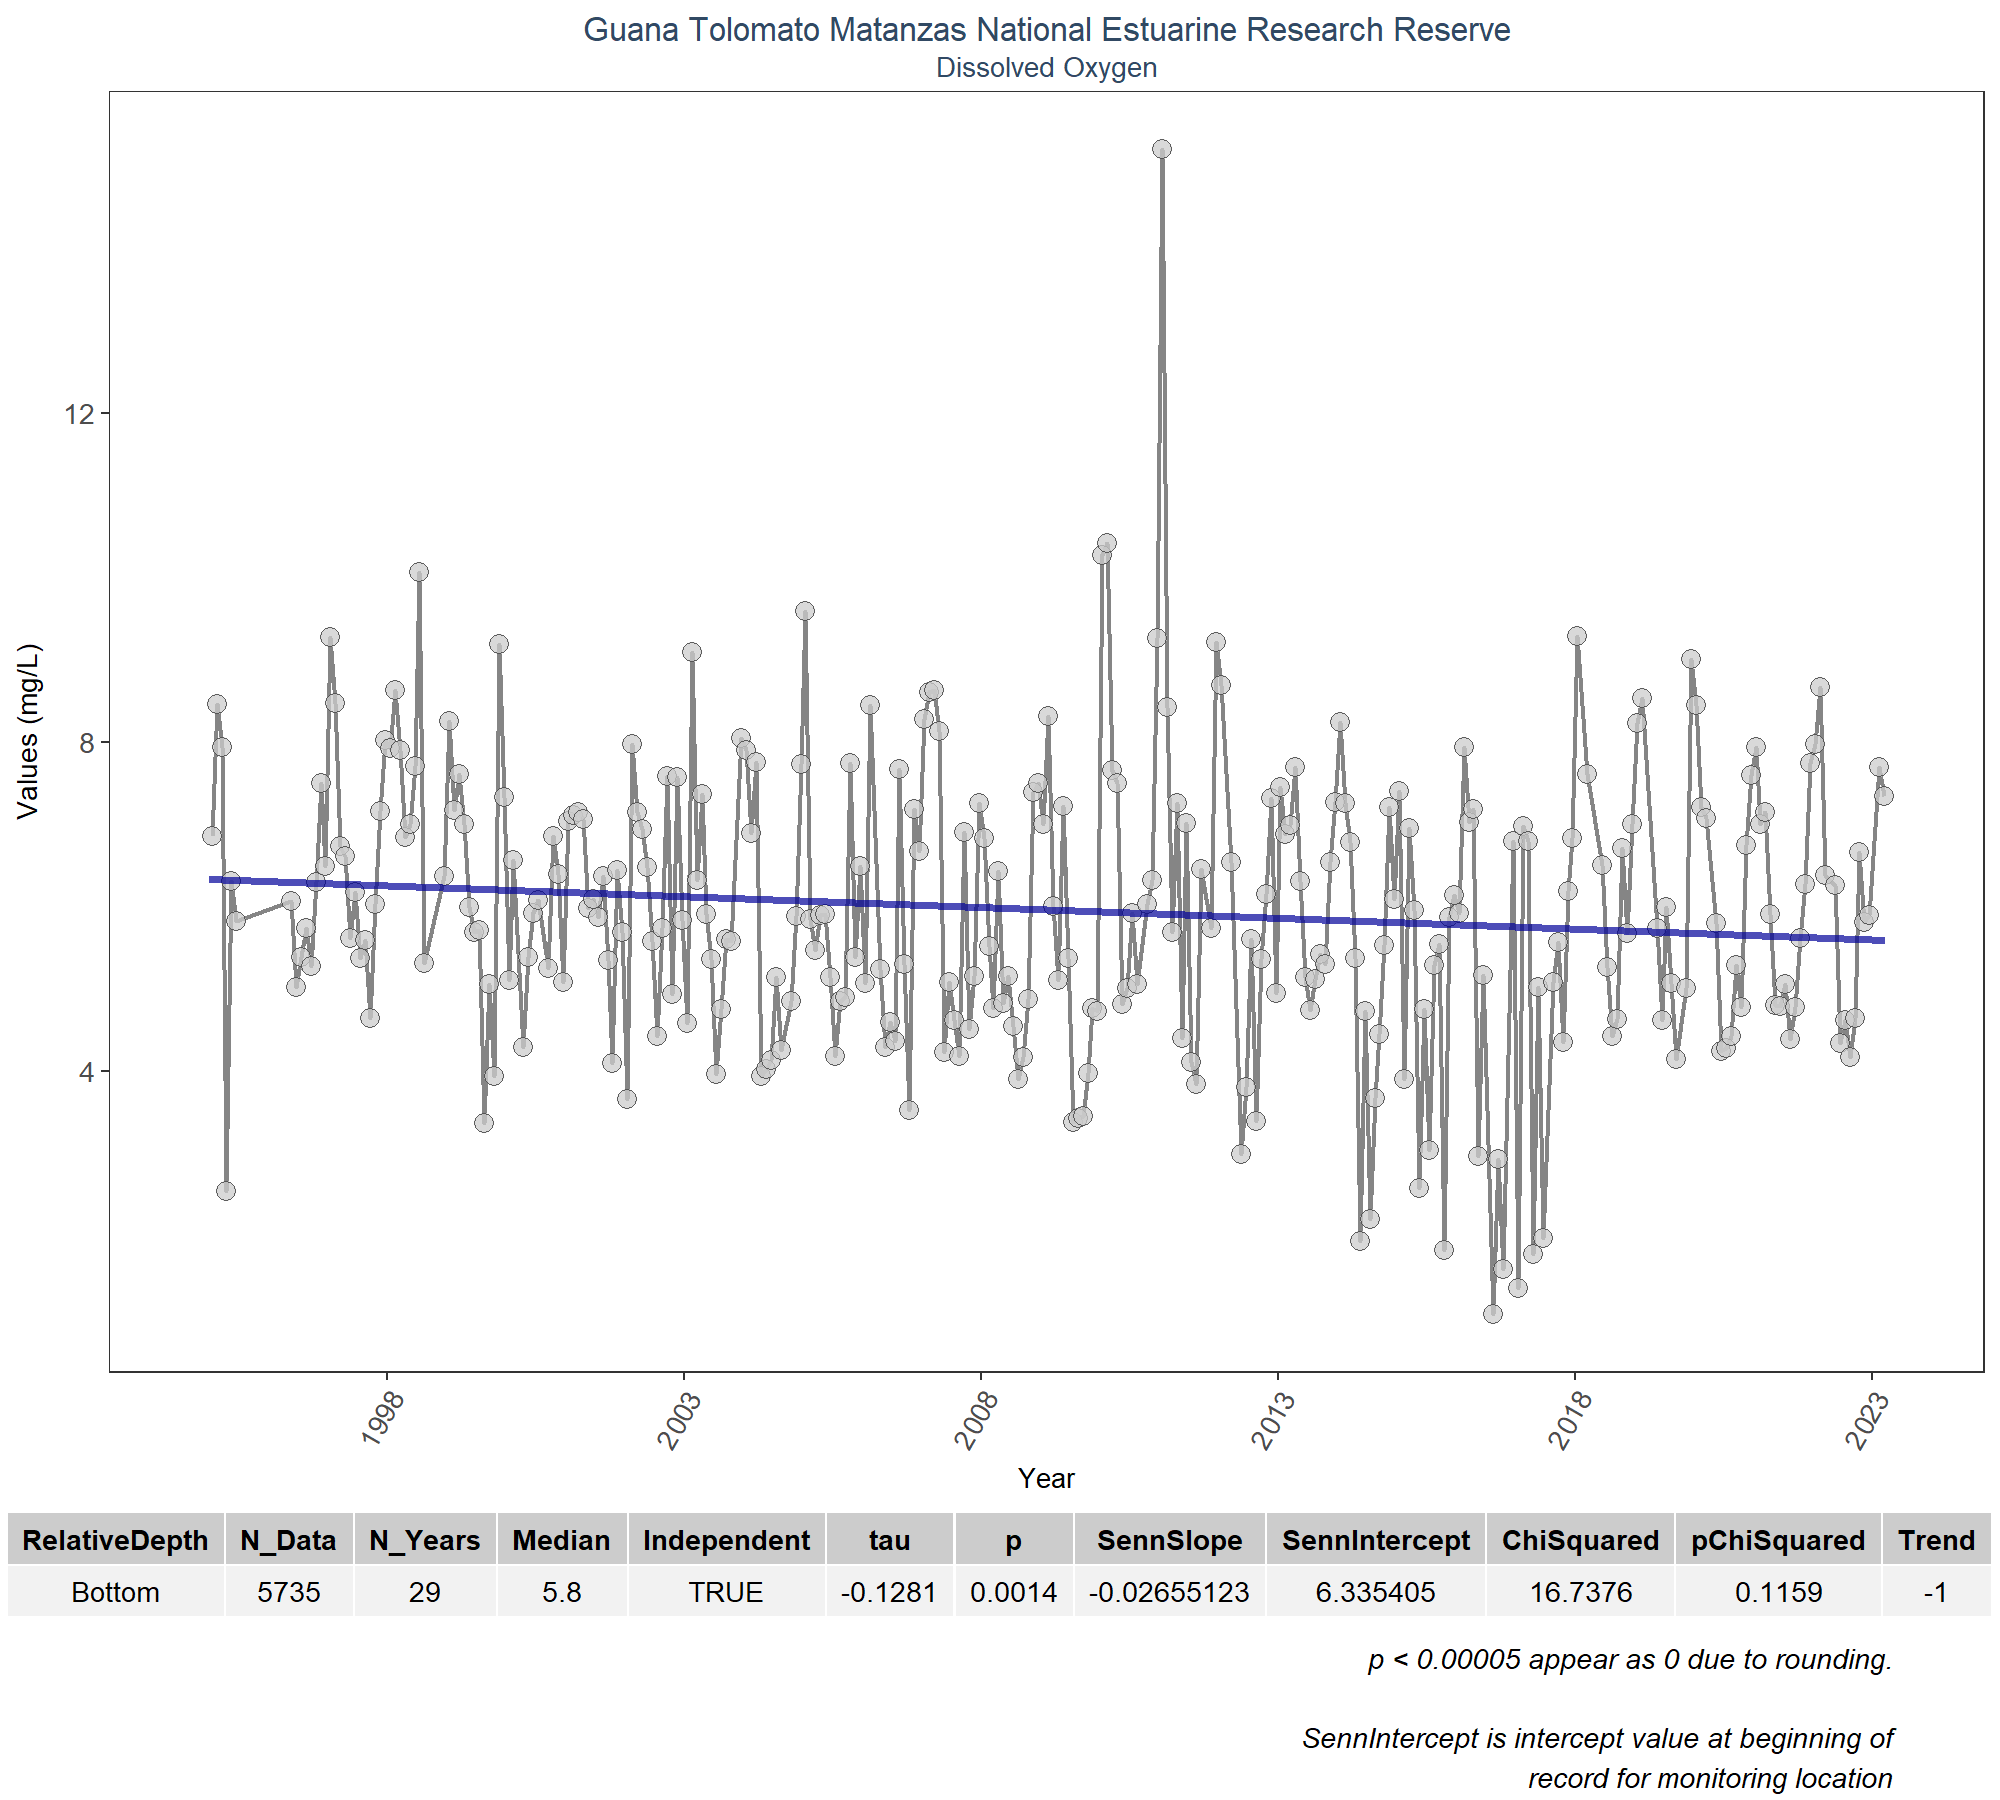 Guana Tolomato Matanzas National Estuarine Research Reserve
Dissolved Oxygen
Values (mg/L)
12
8
4
1998 2003 2008 2013 2018 2023
Year
RelativeDepth N_Data N_Years Median Independent tau p SennSlope SennIntercept ChiSquared pChiSquared Trend
Bottom 5735 29 5.8 TRUE -0.1281 0.0014 -0.02655123 6.335405 16.7376 0.1159 -1
p < 0.00005 appear as 0 due to rounding.
SennIntercept is intercept value at beginning of
record for monitoring location